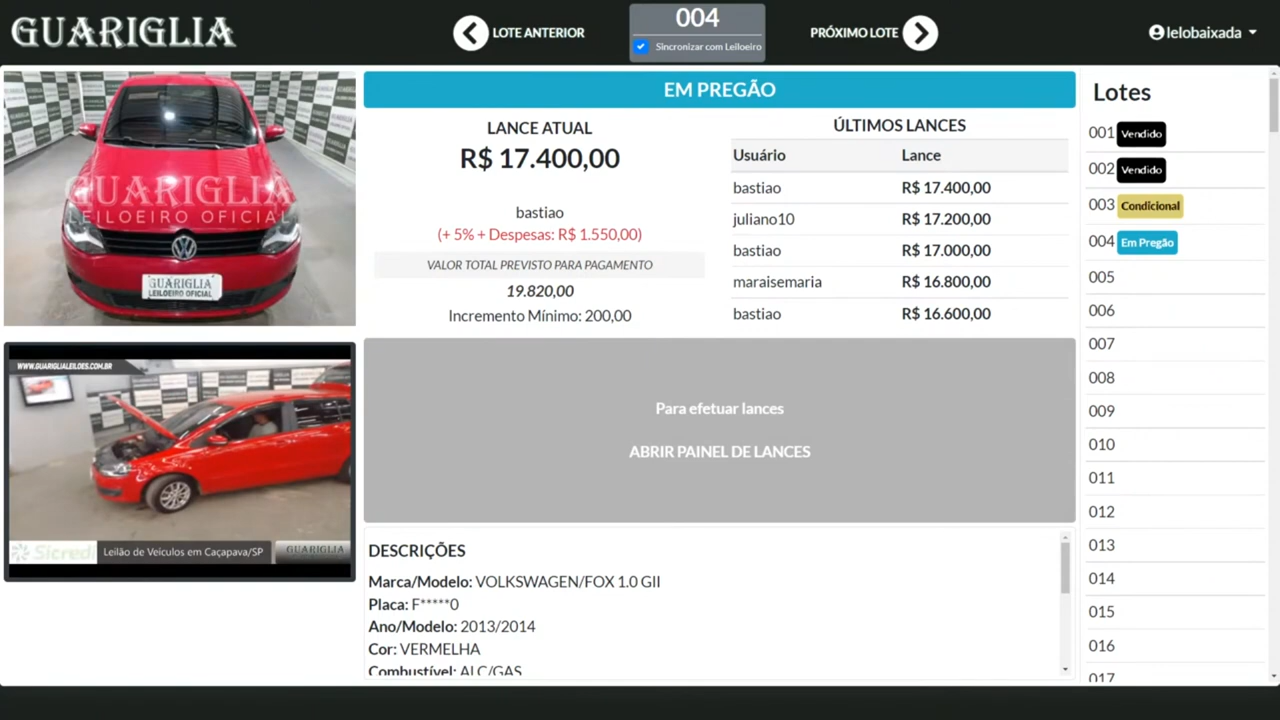 GUARIGLIA
LOTE ANTERIOR
004
Sincronizar com Leiloeiro
PRÓXIMO LOTE
lelobaixada
GUARIGLIA
LEILOEIRO OFICIAL
GUARIGLIA
LEILOEIRO OFICIAL
EM PREGÃO
LANCE ATUAL
R$ 17.400,00
bastiao
(+ 5% + Despesas: R$ 1.550,00)
VALOR TOTAL PREVISTO PARA PAGAMENTO
19.820,00
Incremento Mínimo: 200,00
ÚLTIMOS LANCES
Usuário Lance
bastiao R$ 17.400,00
juliano10 R$ 17.200,00
bastiao R$ 17.000,00
maraisemaria R$ 16.800,00
bastiao R$ 16.600,00
Lotes
001 Vendido
002 Vendido
003 Condicional
004 Em Pregão
005
006
007
008
009
010
011
012
013
014
015
016
017
WWW.GUARIGLIALEILOES.COM.BR
Sicredi
Leilão de Veículos em Caçapava/SP
GUARIGLIA
Para efetuar lances
ABRIR PAINEL DE LANCES
DESCRIÇÕES
Marca/Modelo: VOLKSWAGEN/FOX 1.0 GII
Placa: F*****0
Ano/Modelo: 2013/2014
Cor: VERMELHA
Combustível: ALC/GAS